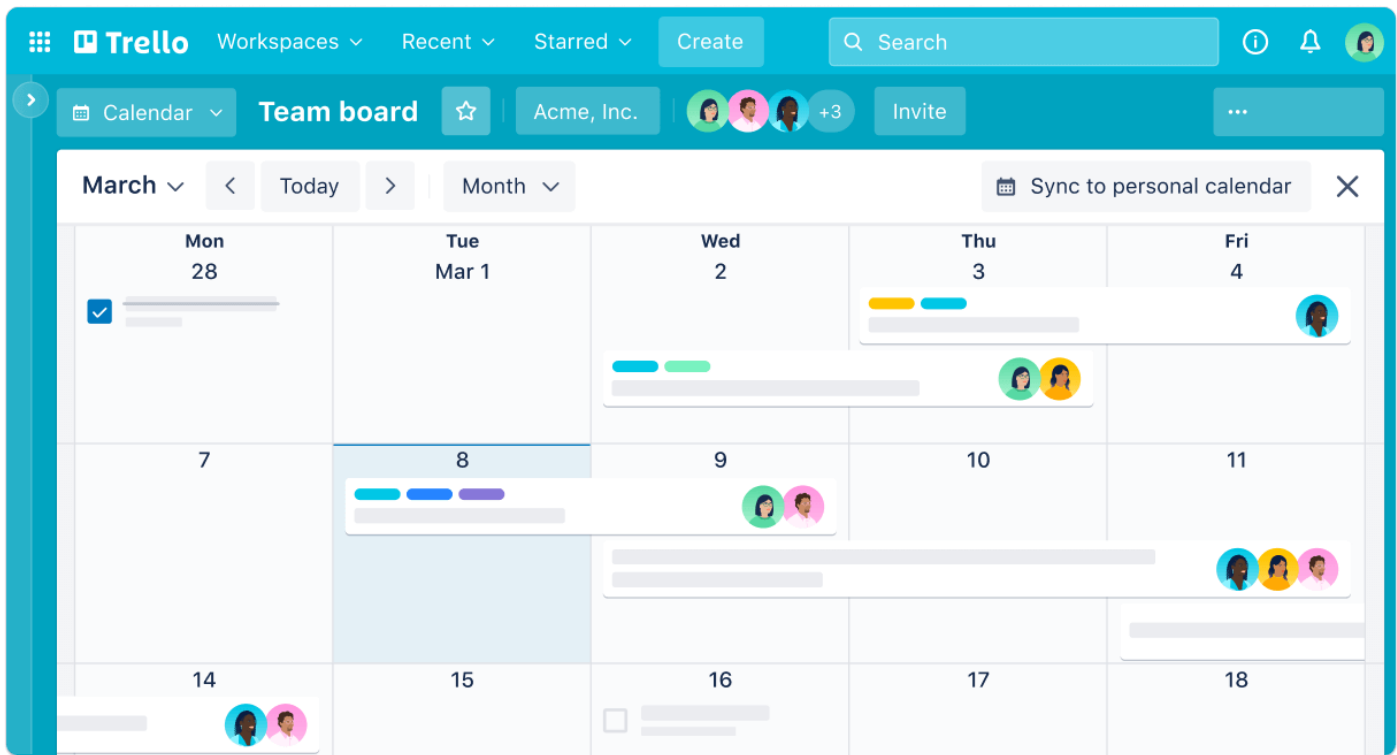 Trello Workspaces Recent Starred Create Search
Calendar Team board Acme, Inc. +3 Invite
March Today Month Sync to personal calendar
Mon Tue Wed Thu Fri
28 Mar 1 2 3 4
7 8 9 10 11
14 15 16 17 18